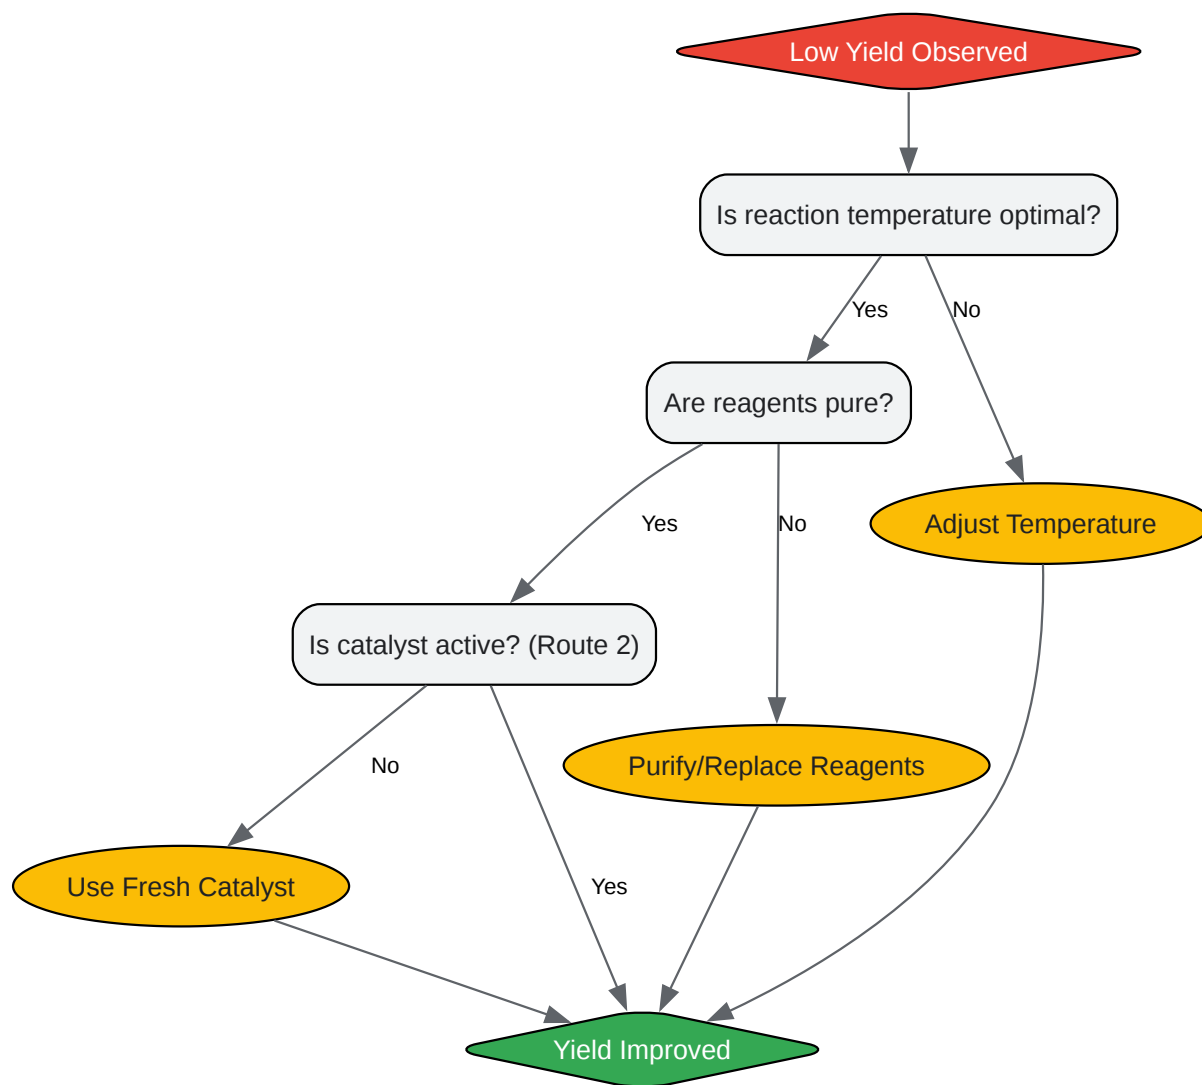 Low Yield Observed
Is reaction temperature optimal?
Yes
No
Are reagents pure?
Yes
No
Adjust Temperature
Is catalyst active? (Route 2)
No
Purify/Replace Reagents
Use Fresh Catalyst
Yes
Yield Improved